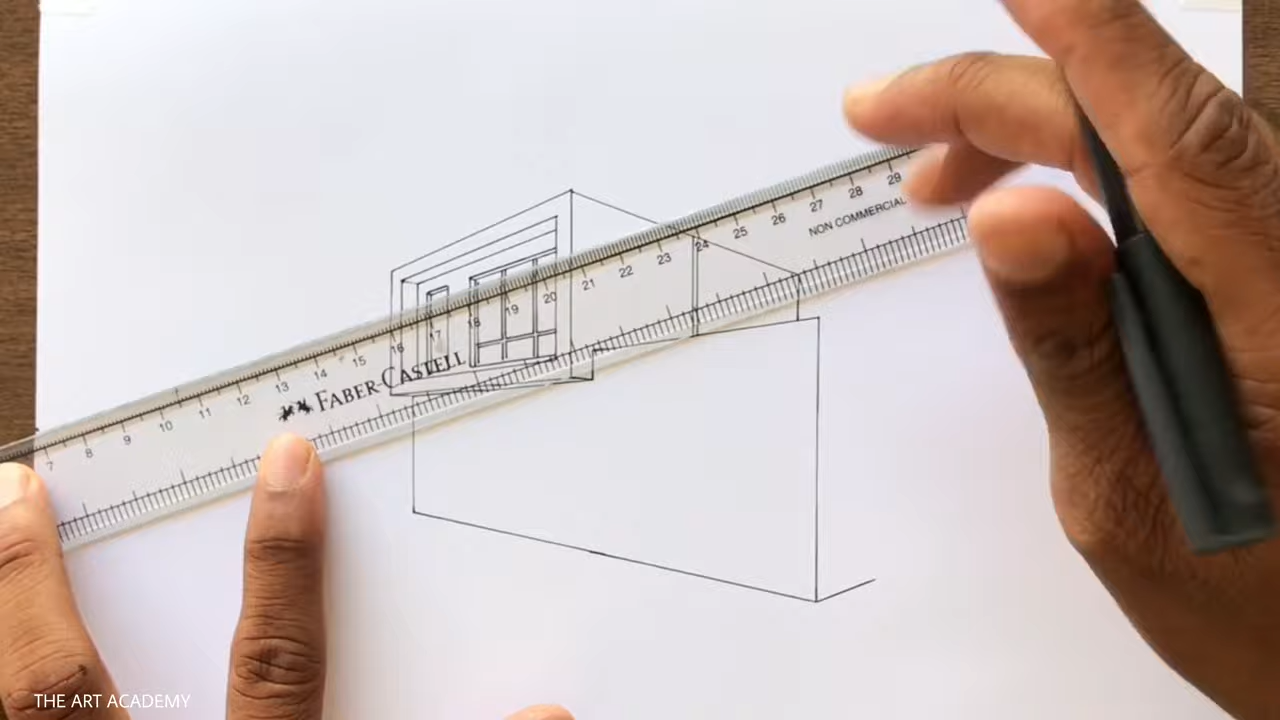 7 8 9 10 11 12 13 14 15 16 17 18 19 20 21 22 23 24 25 26 27 28 29
NON COMMERCIAL
FABER-CASTELL
THE ART ACADEMY